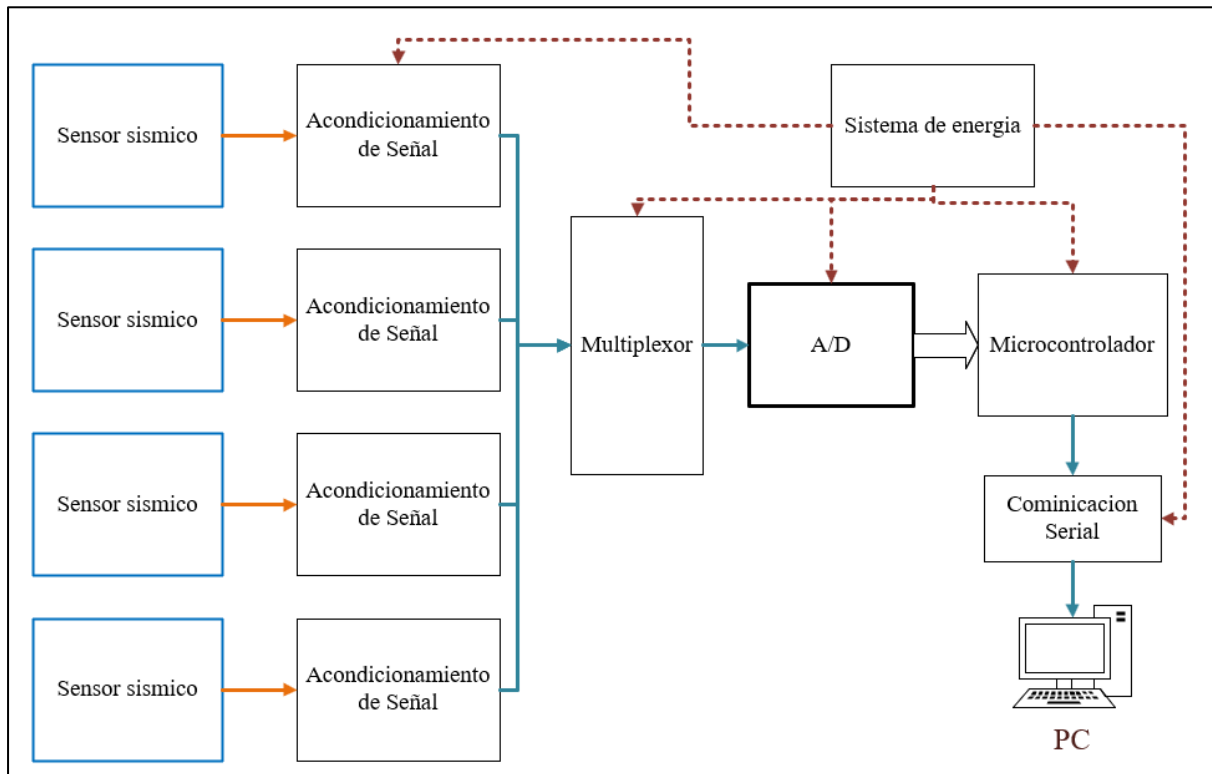 Sensor sismico
Acondicionamiento
de Señal
Sistema de energia
Sensor sismico
Acondicionamiento
de Señal
Multiplexor
A/D
Microcontrolador
Sensor sismico
Acondicionamiento
de Señal
Cominicacion
Serial
Sensor sismico
Acondicionamiento
de Señal
PC